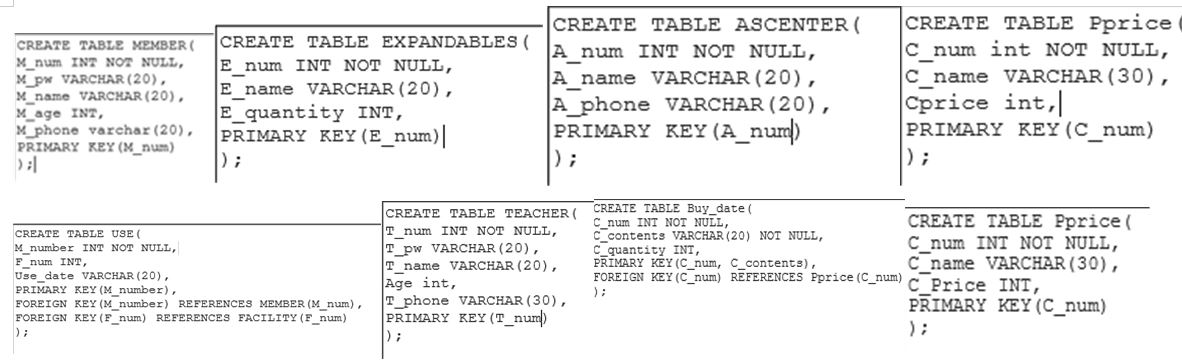 CREATE TABLE MEMBER(
M_num INT NOT NULL,
M_pw VARCHAR(20),
M_name VARCHAR(20),
M_age INT,
M_phone varchar(20),
PRIMARY KEY(M_num)
);
CREATE TABLE EXPANDABLES(
E_num INT NOT NULL,
E_name VARCHAR(20),
E_quantity INT,
PRIMARY KEY(E_num)
);
CREATE TABLE ASCENTER(
A_num INT NOT NULL,
A_name VARCHAR(20),
A_phone VARCHAR(20),
PRIMARY KEY(A_num)
);
CREATE TABLE Pprice(
C_num int NOT NULL,
C_name VARCHAR(30),
Cprice int,
PRIMARY KEY(C_num)
);
CREATE TABLE USE(
M_number INT NOT NULL,
F_num INT,
Use_date VARCHAR(20),
PRIMARY KEY(M_number),
FOREIGN KEY(M_number) REFERENCES MEMBER(M_num),
FOREIGN KEY(F_num) REFERENCES FACILITY(F_num)
);
CREATE TABLE TEACHER(
T_num INT NOT NULL,
T_pw VARCHAR(20),
T_name VARCHAR(20),
Age int,
T_phone VARCHAR(30),
PRIMARY KEY(T_num)
);
CREATE TABLE Buy_date(
C_num INT NOT NULL,
C_contents VARCHAR(20) NOT NULL,
C_quantity INT,
PRIMARY KEY(C_num, C_contents),
FOREIGN KEY(C_num) REFERENCES Pprice(C_num)
);
CREATE TABLE Pprice(
C_num INT NOT NULL,
C_name VARCHAR(30),
C_Price INT,
PRIMARY KEY(C_num)
);